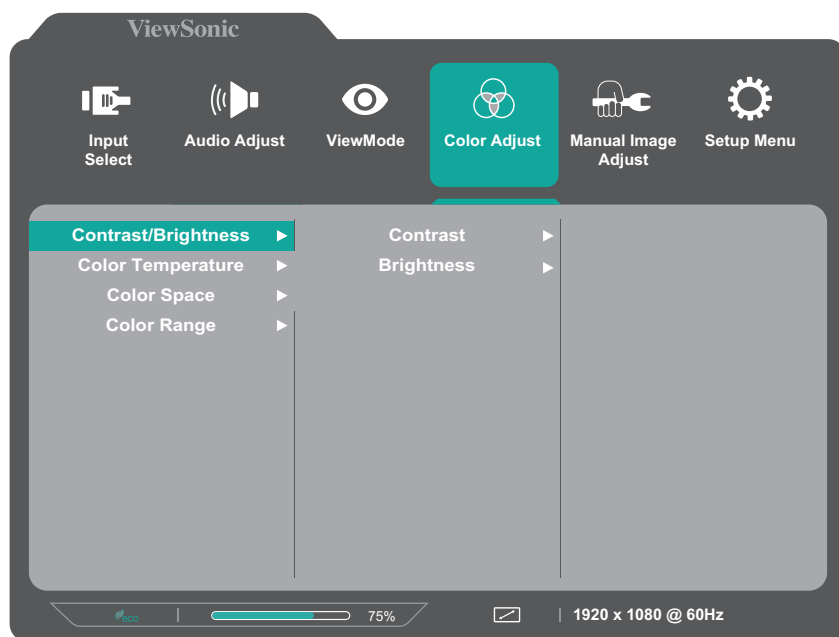 ViewSonic
Input
Select
Audio Adjust
ViewMode
Color Adjust
Manual Image
Adjust
Setup Menu
Contrast/Brightness
Color Temperature
Color Space
Color Range
Contrast
Brightness
eco
75%
1920 x 1080 @ 60Hz